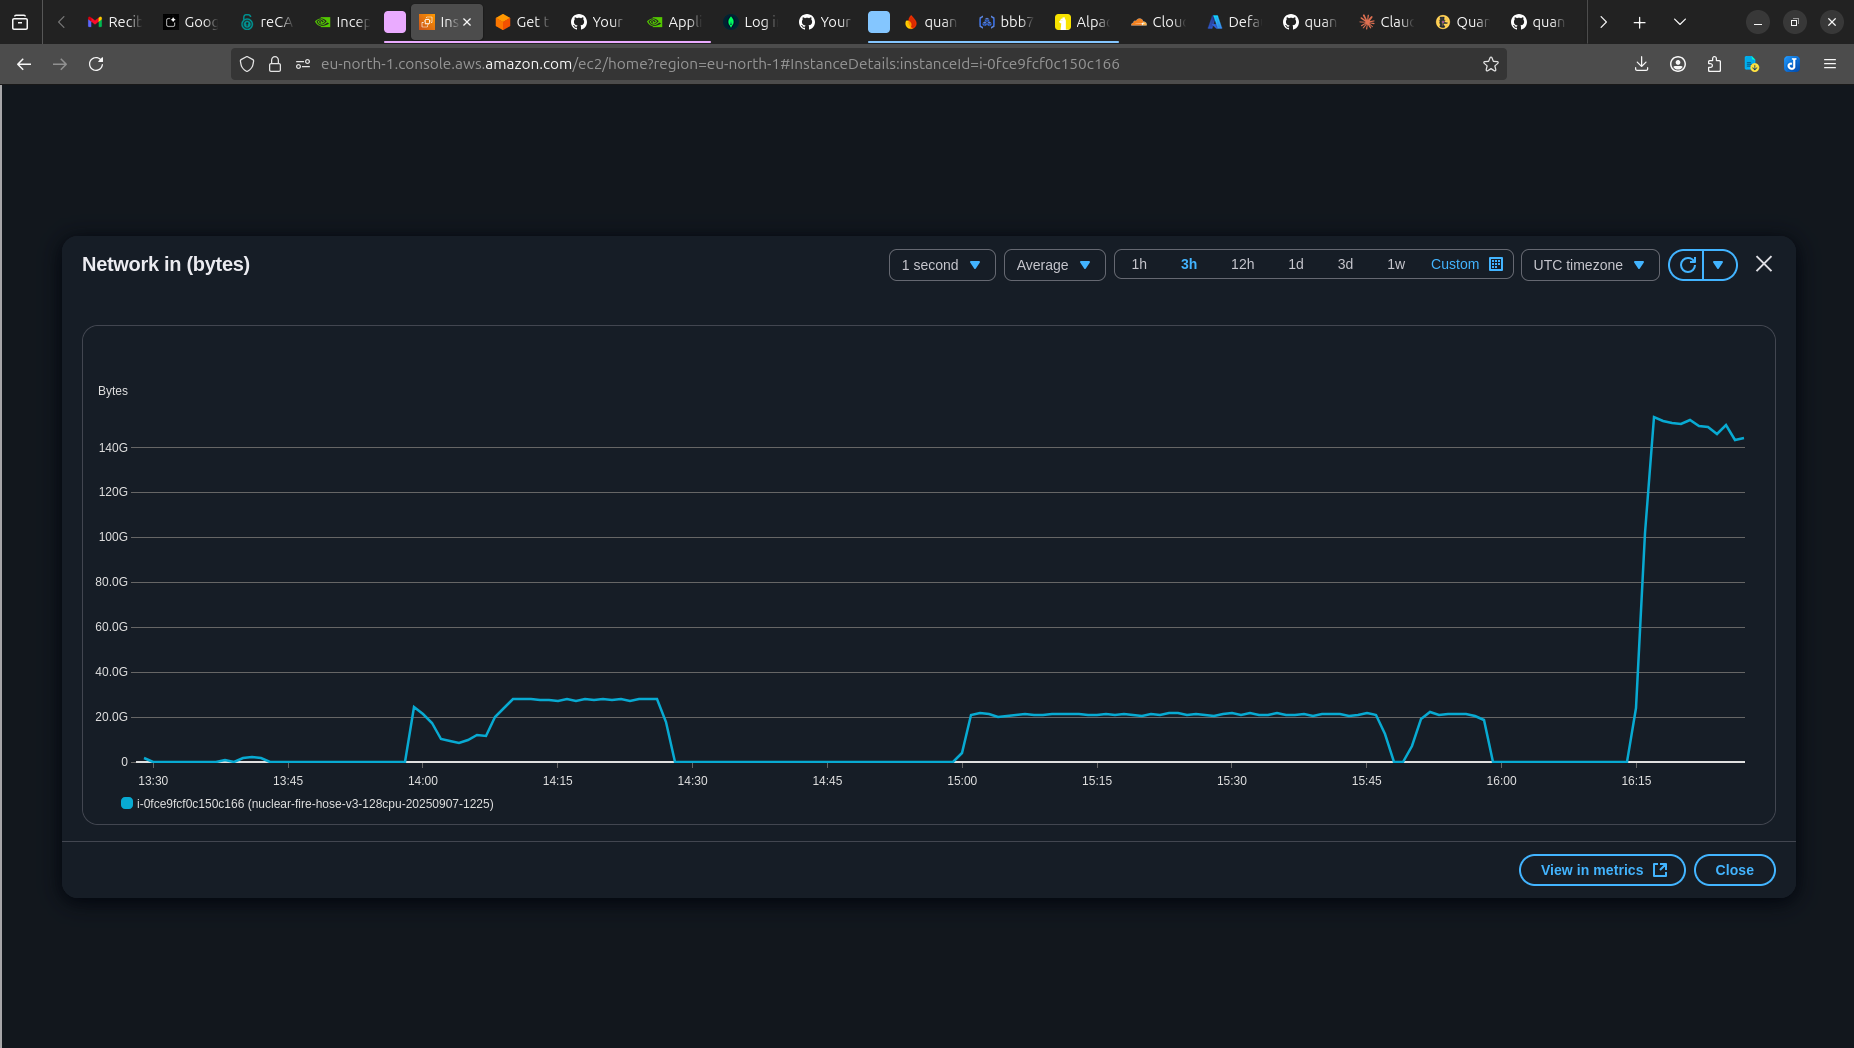 Recil
Goog
reCA
Incep
Ins
Get t
Your
Appli
Log i
Your
quan
bbb7
Alpac
Clou
Defa
quan
Clau
Quan
quan
eu-north-1.console.aws.amazon.com/ec2/home?region=eu-north-1#InstanceDetails:instanceId=i-0fce9fcf0c150c166
Network in (bytes)
1 second
Average
1h
3h
12h
1d
3d
1w
Custom
UTC timezone
Bytes
140G
120G
100G
80.0G
60.0G
40.0G
20.0G
0
13:30
13:45
14:00
14:15
14:30
14:45
15:00
15:15
15:30
15:45
16:00
16:15
i-0fce9fcf0c150c166 (nuclear-fire-hose-v3-128cpu-20250907-1225)
View in metrics
Close